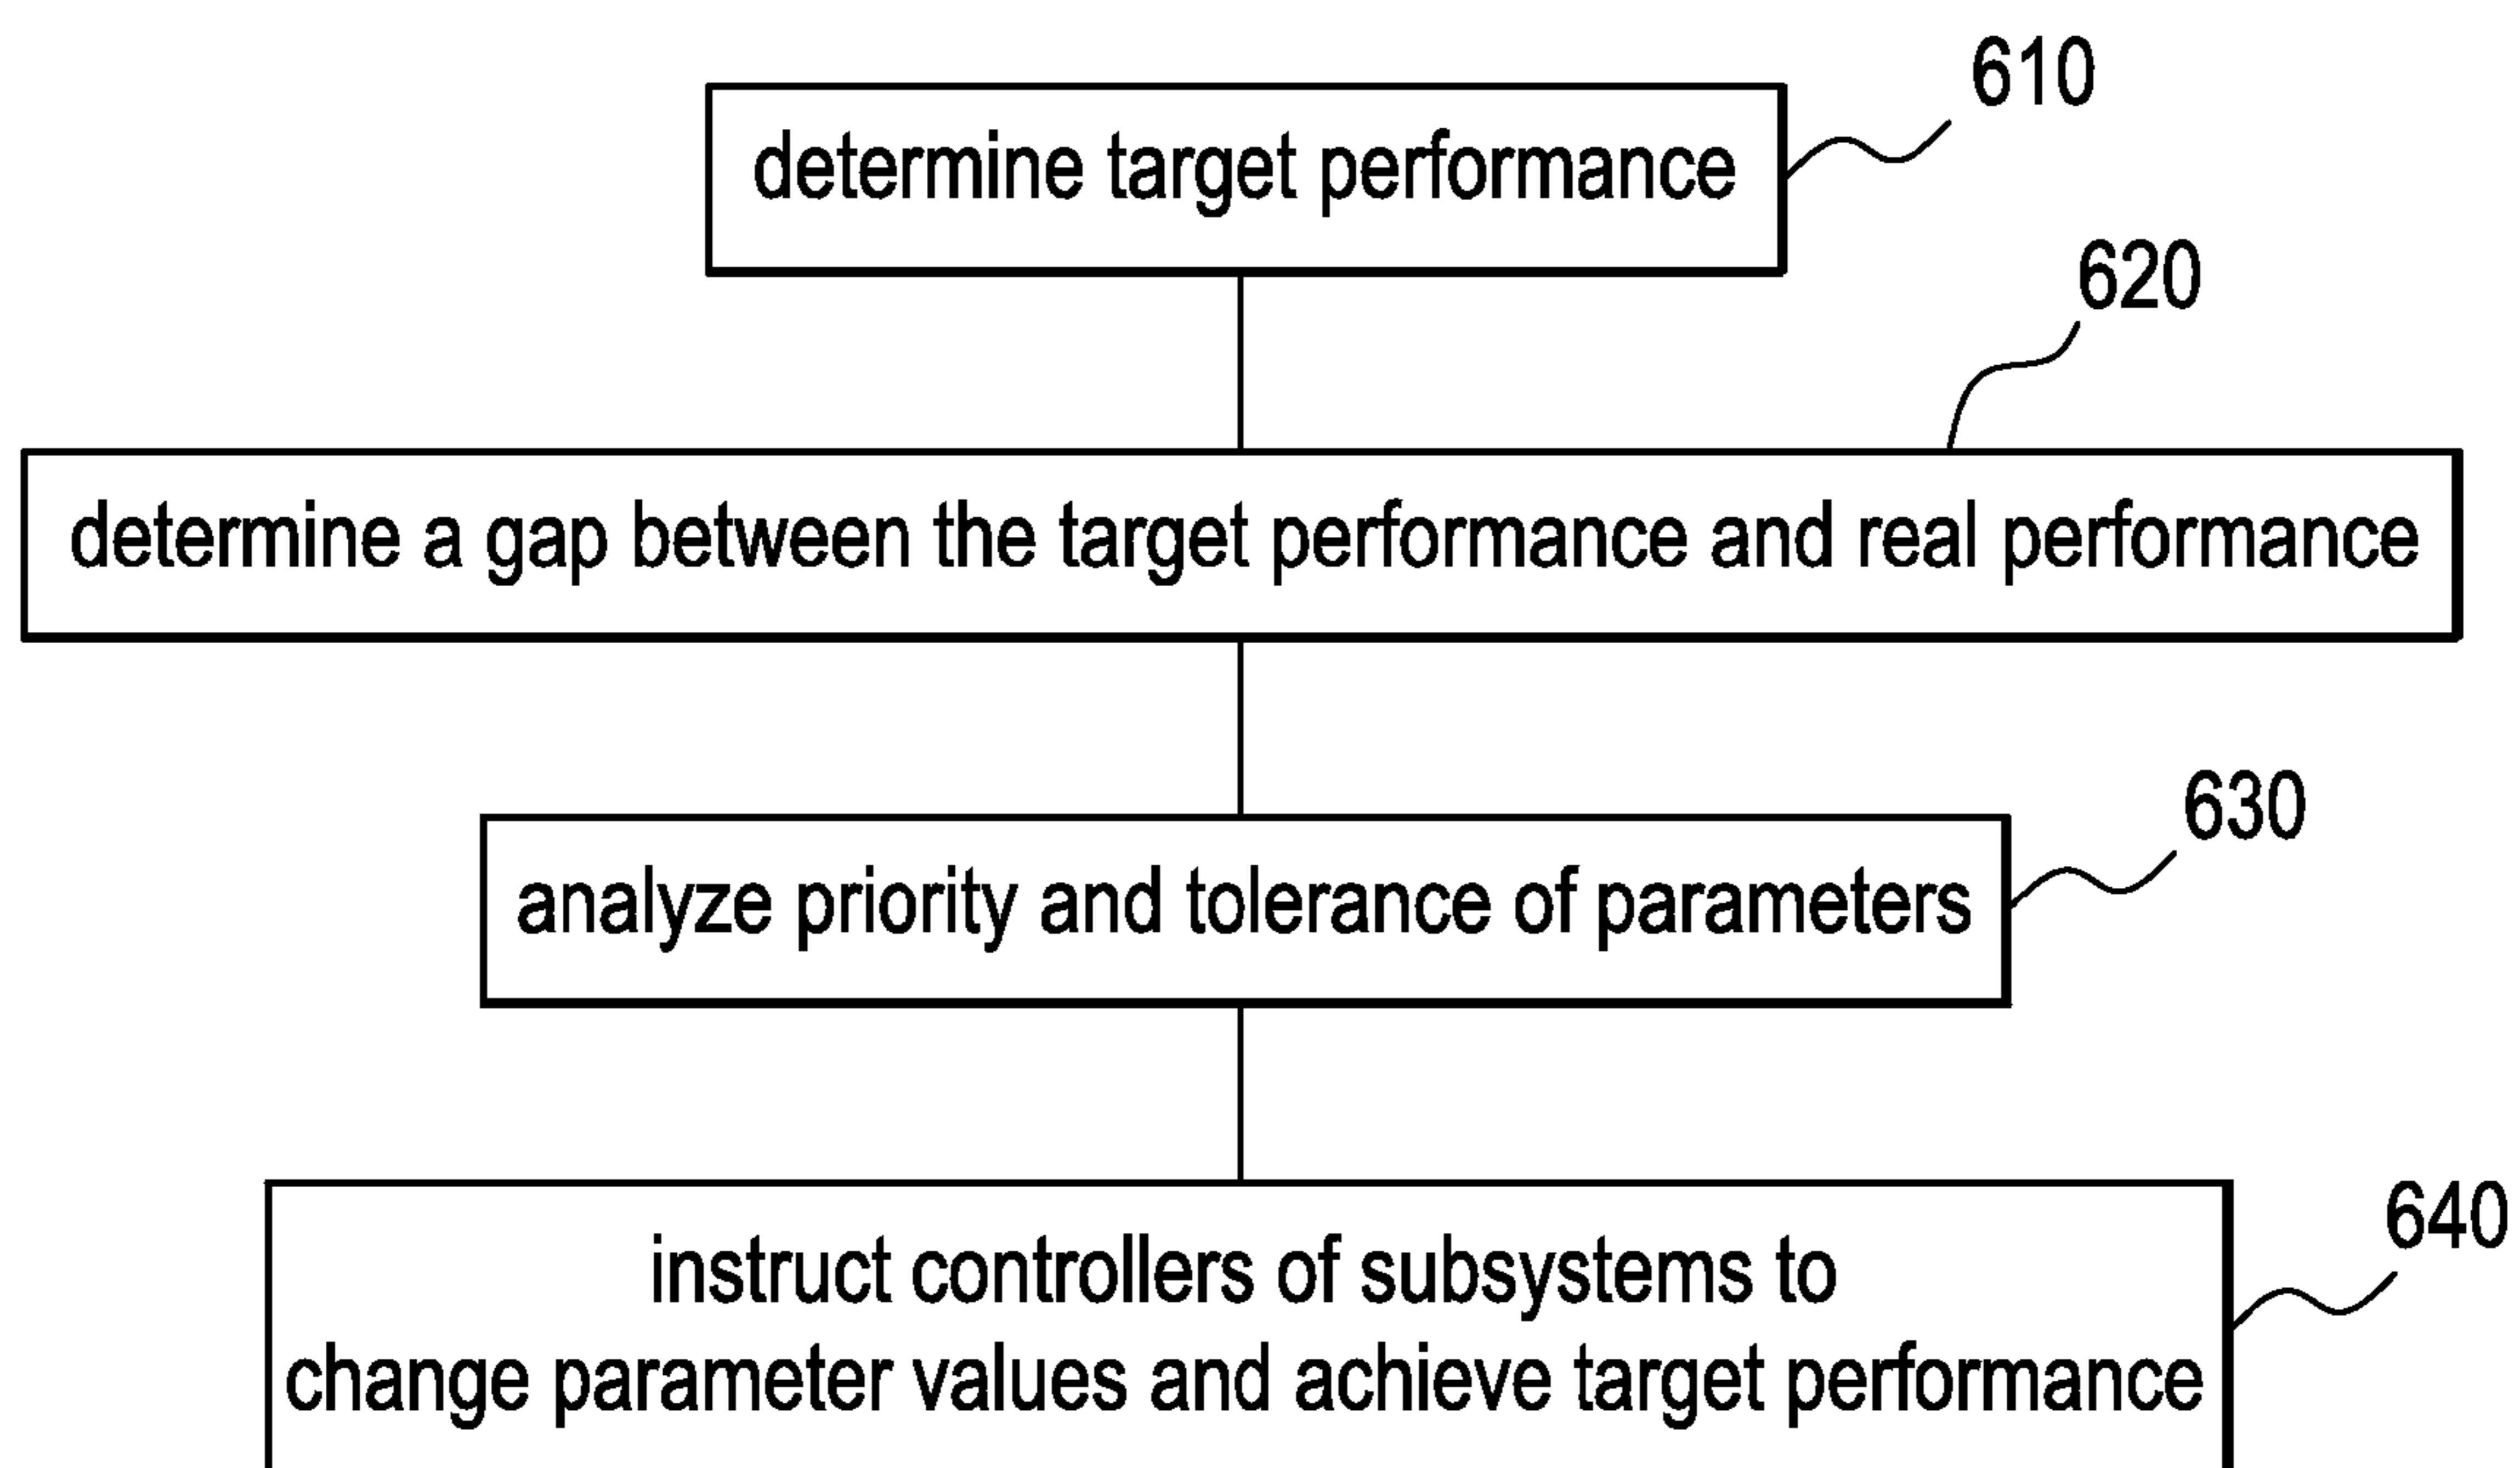 610
determine target performance
620
determine a gap between the target performance and real performance
630
analyze priority and tolerance of parameters
640
instruct controllers of subsystems to
change parameter values and achieve target performance